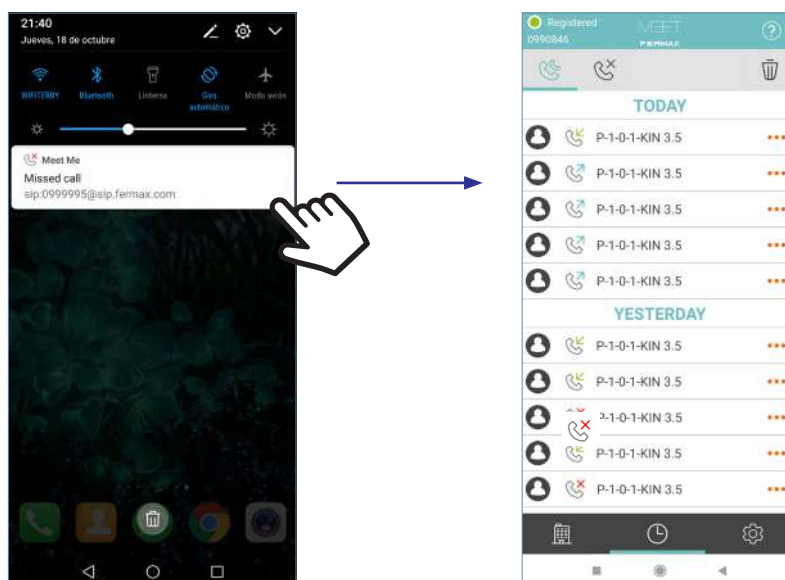 21:40
Jueves, 18 de octubre
WIFITERRY
Bluetooth
Linterna
Giro automático
Modo avión
Meet Me
Missed call
sip:0999995@sip.fermax.com
Registered
0990846
MEET
FERMAX
TODAY
P-1-0-1-KIN 3.5
P-1-0-1-KIN 3.5
P-1-0-1-KIN 3.5
P-1-0-1-KIN 3.5
P-1-0-1-KIN 3.5
YESTERDAY
P-1-0-1-KIN 3.5
P-1-0-1-KIN 3.5
P-1-0-1-KIN 3.5
P-1-0-1-KIN 3.5
P-1-0-1-KIN 3.5